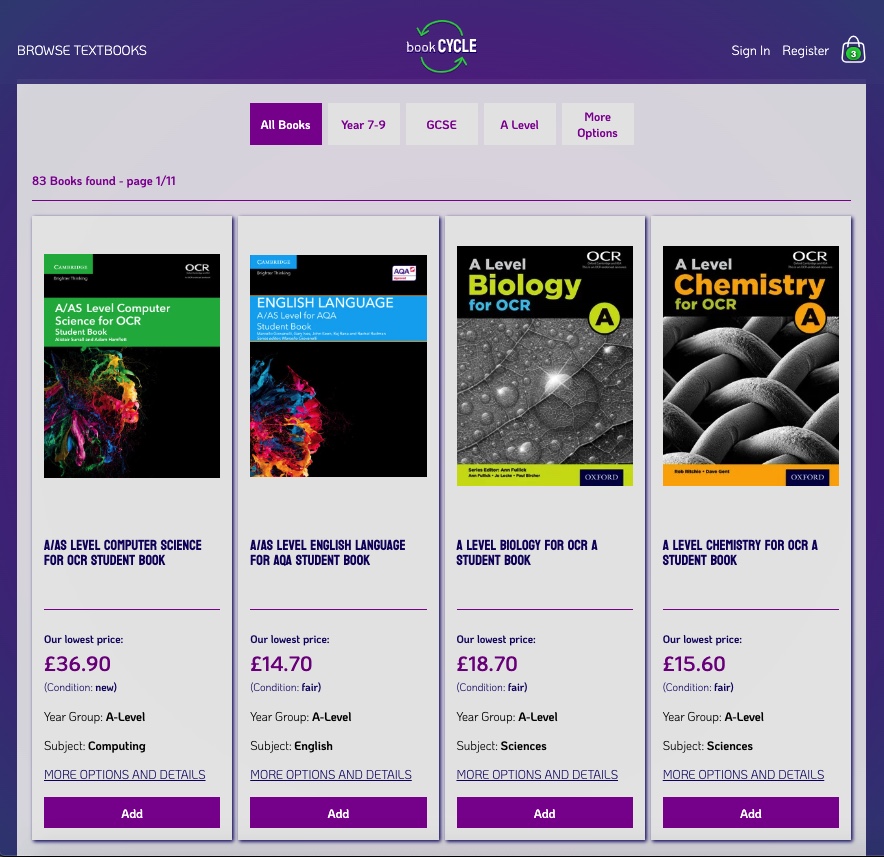 BROWSE TEXTBOOKS
book CYCLE
Sign In Register 3
All Books Year 7-9 GCSE A Level More Options
83 Books found - page 1/11
CAMBRIDGE
Brighter Thinking
OCR
A/AS Level Computer
Science for OCR
Student Book
Alistair Surrall and Adam Hamflett
CAMBRIDGE
Brighter Thinking
AQA
ENGLISH LANGUAGE
A/AS Level for AQA
Student Book
OCR
A Level
Biology
for OCR
A
Series Editor: Ann Fullick
Ann Fullick • Jo Locke • Paul Bircher
OXFORD
OCR
A Level
Chemistry
for OCR
A
Rob Ritchie • Dave Gent
OXFORD
A/AS LEVEL COMPUTER SCIENCE
FOR OCR STUDENT BOOK
A/AS LEVEL ENGLISH LANGUAGE
FOR AQA STUDENT BOOK
A LEVEL BIOLOGY FOR OCR A
STUDENT BOOK
A LEVEL CHEMISTRY FOR OCR A
STUDENT BOOK
Our lowest price:
£36.90
(Condition: new)
Year Group: A-Level
Subject: Computing
MORE OPTIONS AND DETAILS
Add
Our lowest price:
£14.70
(Condition: fair)
Year Group: A-Level
Subject: English
MORE OPTIONS AND DETAILS
Add
Our lowest price:
£18.70
(Condition: fair)
Year Group: A-Level
Subject: Sciences
MORE OPTIONS AND DETAILS
Add
Our lowest price:
£15.60
(Condition: fair)
Year Group: A-Level
Subject: Sciences
MORE OPTIONS AND DETAILS
Add